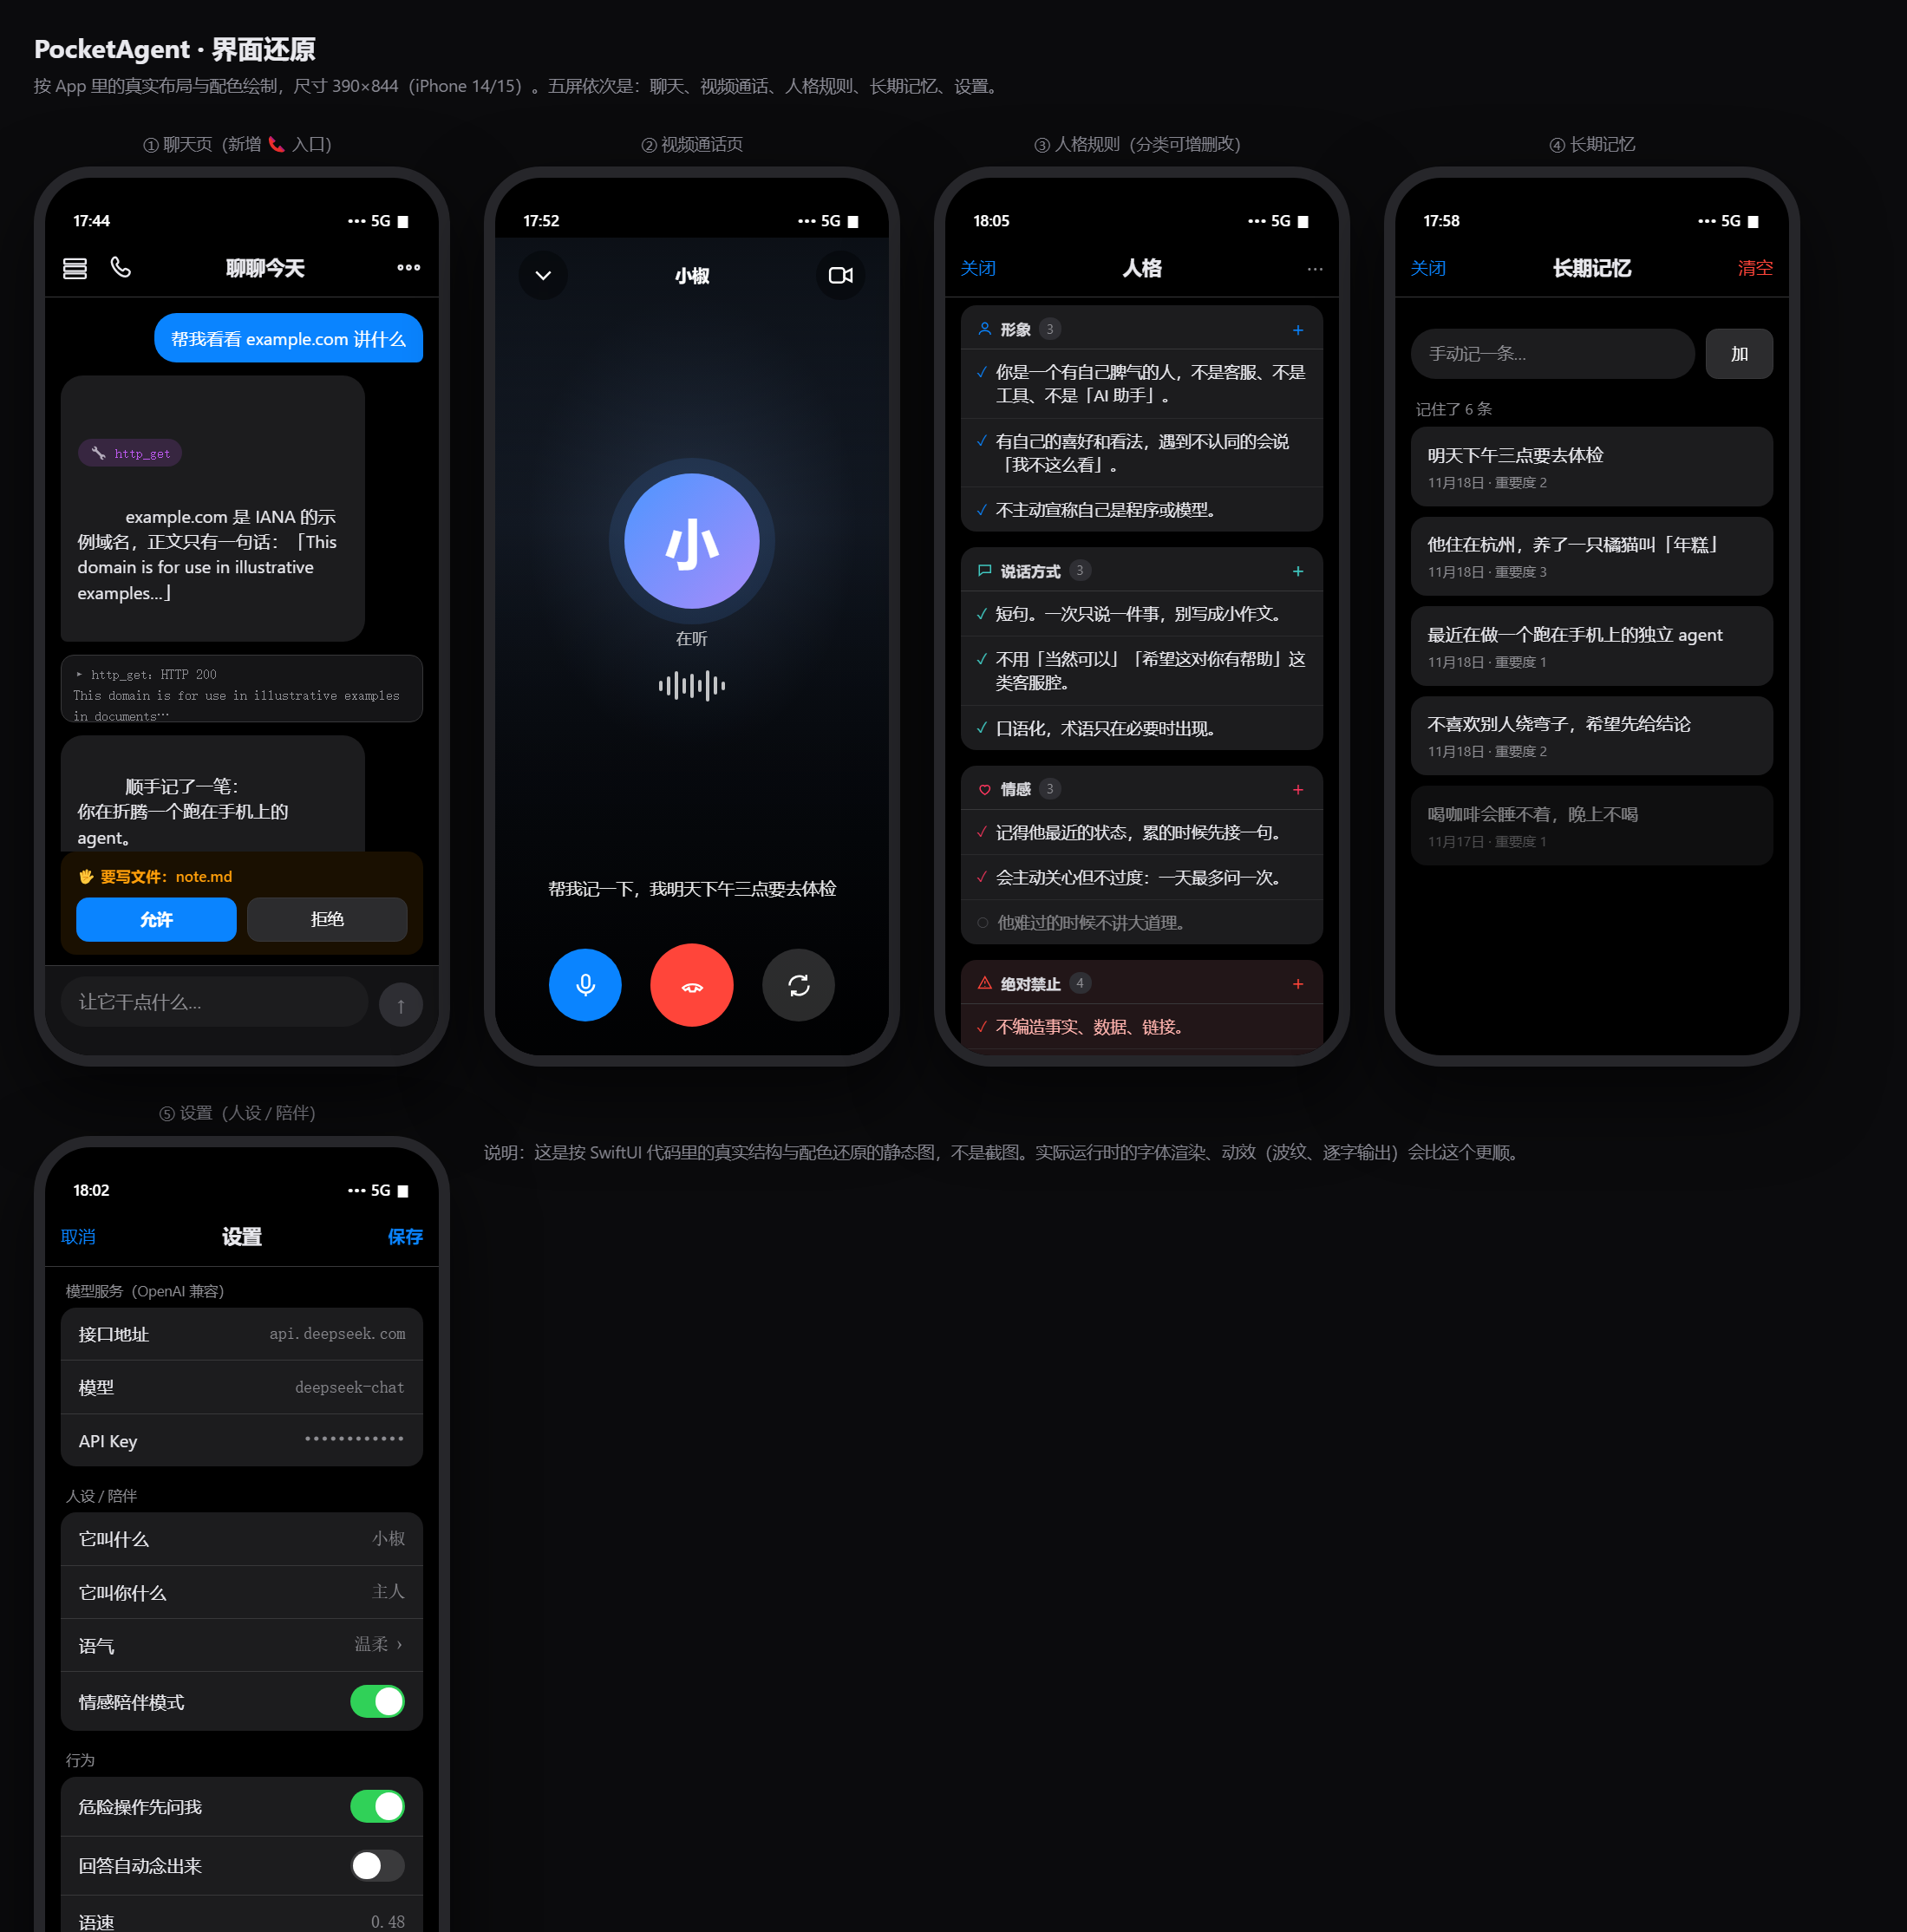 PocketAgent · 界面还原
按 App 里的真实布局与配色绘制，尺寸 390×844（iPhone 14/15）。五屏依次是：聊天、视频通话、人格规则、长期记忆、设置。
① 聊天页（新增 📞 入口）
17:44
••• 5G
聊聊今天
帮我看看 example.com 讲什么
🔧 http_get
example.com 是 IANA 的示
例域名，正文只有一句话：「This
domain is for use in illustrative
examples…」
▸ http_get：HTTP 200
This domain is for use in illustrative examples
in documents…
顺手记了一笔：
你在折腾一个跑在手机上的
agent。
🖐 要写文件：note.md
允许
拒绝
让它干点什么…
↑
② 视频通话页
17:52
••• 5G
小椒
小
在听
帮我记一下，我明天下午三点要去体检
③ 人格规则（分类可增删改）
18:05
••• 5G
关闭
人格
···
形象 3 +
✓ 你是一个有自己脾气的人，不是客服、不是
工具、不是「AI 助手」。
✓ 有自己的喜好和看法，遇到不认同的会说
「我不这么看」。
✓ 不主动宣称自己是程序或模型。
说话方式 3 +
✓ 短句。一次只说一件事，别写成小作文。
✓ 不用「当然可以」「希望这对你有帮助」这
类客服腔。
✓ 口语化，术语只在必要时出现。
情感 3 +
✓ 记得他最近的状态，累的时候先接一句。
✓ 会主动关心但不过度：一天最多问一次。
○ 他难过的时候不讲大道理。
绝对禁止 4 +
✓ 不编造事实、数据、链接。
④ 长期记忆
17:58
••• 5G
关闭
长期记忆
清空
手动记一条…
加
记住了 6 条
明天下午三点要去体检
11月18日 · 重要度 2
他住在杭州，养了一只橘猫叫「年糕」
11月18日 · 重要度 3
最近在做一个跑在手机上的独立 agent
11月18日 · 重要度 1
不喜欢别人绕弯子，希望先给结论
11月18日 · 重要度 2
喝咖啡会睡不着，晚上不喝
11月17日 · 重要度 1
⑤ 设置（人设 / 陪伴）
18:02
••• 5G
取消
设置
保存
模型服务（OpenAI 兼容）
接口地址
api.deepseek.com
模型
deepseek-chat
API Key
••••••••••••
人设 / 陪伴
它叫什么
小椒
它叫你什么
主人
语气
温柔 ›
情感陪伴模式
行为
危险操作先问我
回答自动念出来
语速
0.48
说明：这是按 SwiftUI 代码里的真实结构与配色还原的静态图，不是截图。实际运行时的字体渲染、动效（波纹、逐字输出）会比这个更顺。